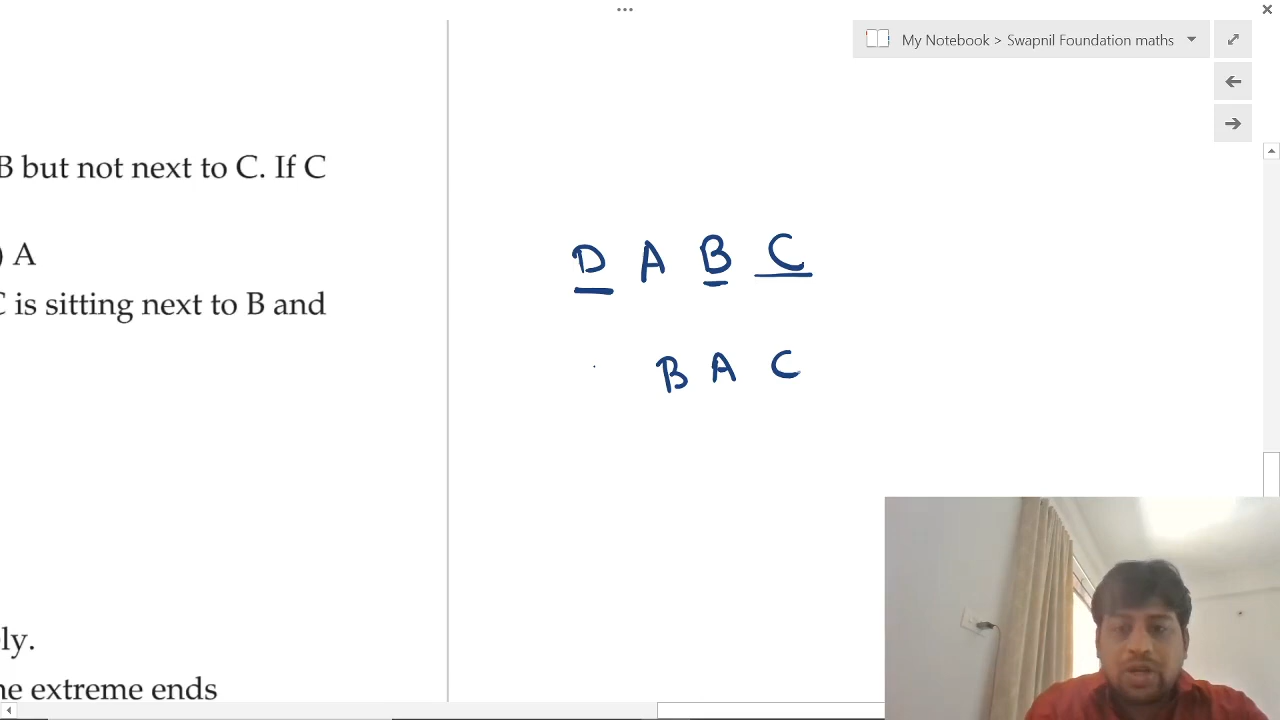 My Notebook > Swapnil Foundation maths
B but not next to C. If C
) A
C is sitting next to B and
D A B C
B A C
ly.
he extreme ends